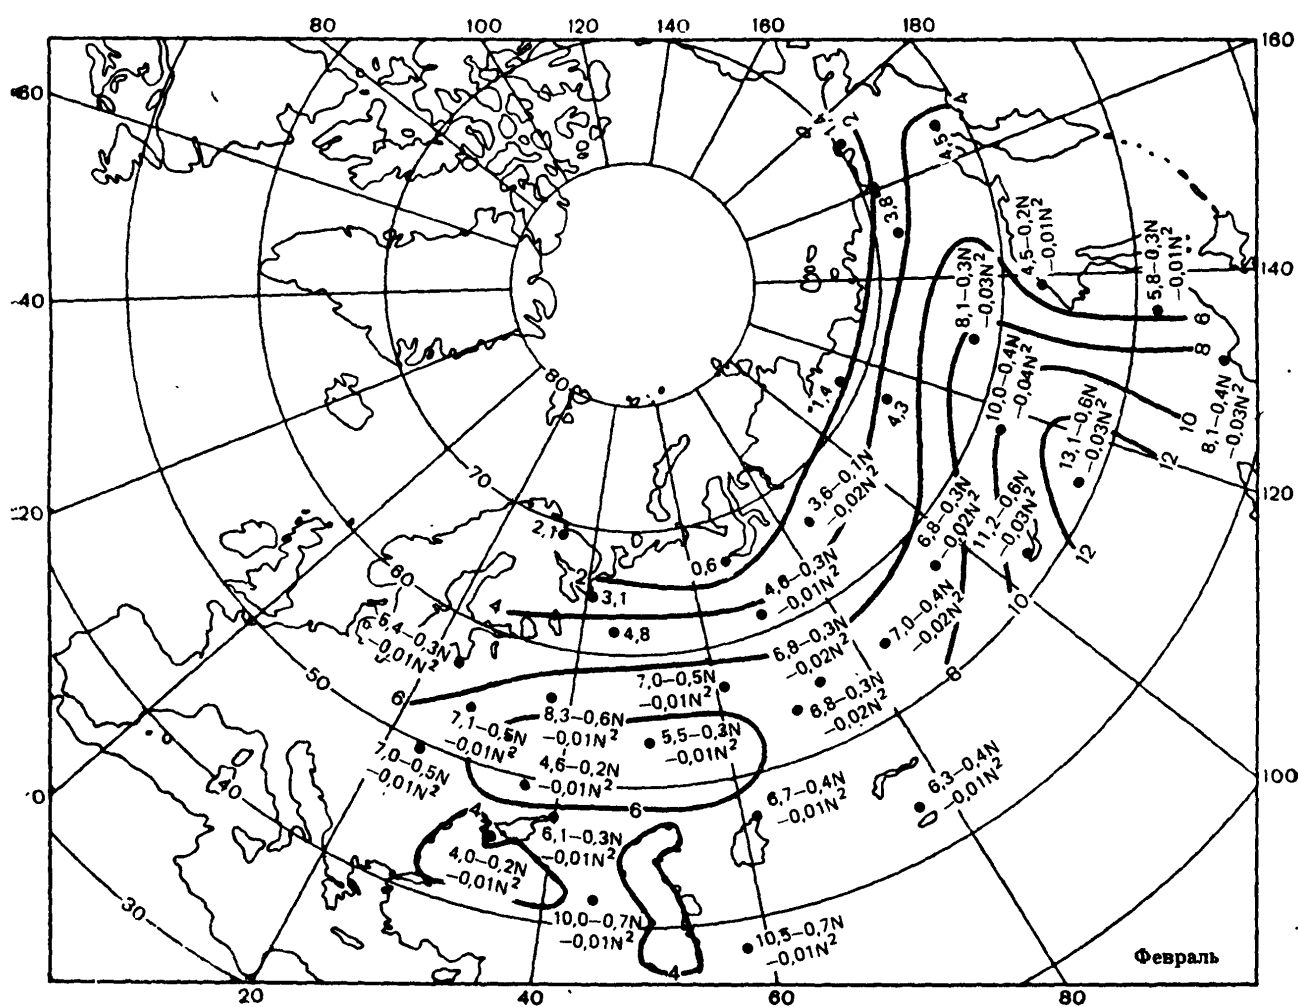 80
100
120
140
160
180
160
60
2
4
1,4
4,5
3,8
4,5–0,2N
–0,01N²
5,8–0,3N
–0,01N²
140
40
8,1–0,3N
–0,03N²
6
8
80
1,4
4,3
10,0–0,4N
–0,04N²
10
8,1–0,4N
–0,03N²
13,1–0,6N
–0,03N²
12
70
3,6–0,1N
–0,02N²
120
20
2,1
6,8–0,3N
–0,02N²
11,2–0,6N
–0,03N²
12
60
0,6
2
3,1
4
4,6–0,3N
–0,01N²
10
4,8
5,4–0,3N
–0,01N²
6,8–0,3N
–0,02N²
7,0–0,4N
–0,02N²
50
6
7,0–0,5N
–0,01N²
8
6,8–0,3N
–0,02N²
7,1–0,5N
–0,01N²
8,3–0,6N
–0,01N²
5,5–0,3N
–0,01N²
7,0–0,5N
–0,01N²
4,6–0,2N
–0,01N²
6,3–0,4N
–0,01N²
100
0
40
6
6,7–0,4N
–0,01N²
4
6,1–0,3N
–0,01N²
4,0–0,2N
–0,01N²
30
10,0–0,7N
–0,01N²
10,5–0,7N
–0,01N²
4
Февраль
20
40
60
80